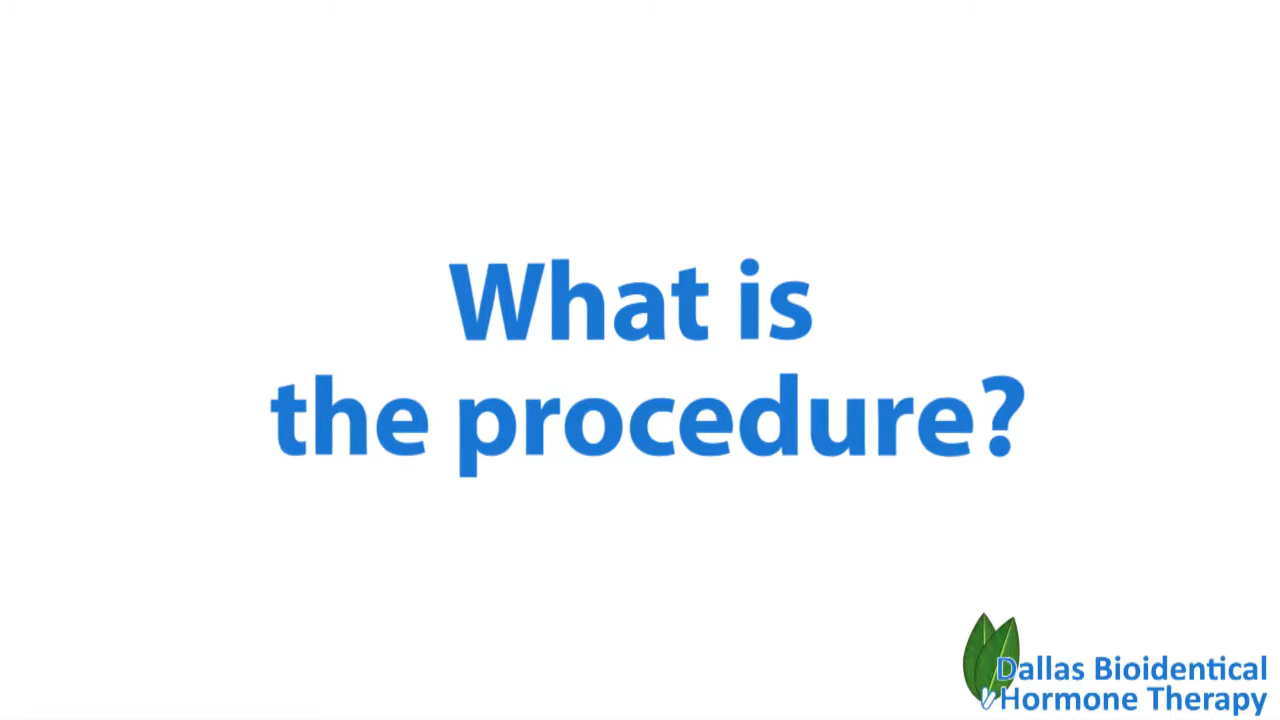 What is
the procedure?
Dallas Bioidentical
Hormone Therapy